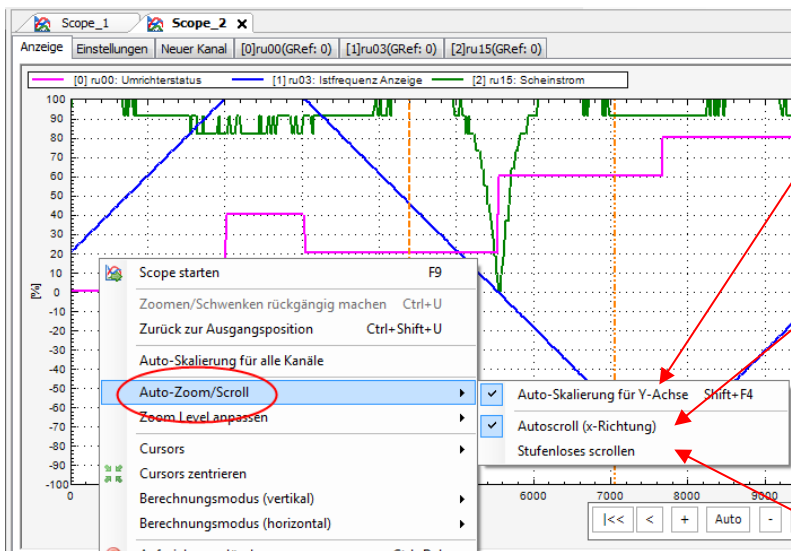 Scope_1 Scope_2 x
Anzeige Einstellungen Neuer Kanal [0]ru00(GRef: 0) [1]ru03(GRef: 0) [2]ru15(GRef: 0)
[0] ru00: Umrichterstatus [1] ru03: Istfrequenz Anzeige [2] ru15: Scheinstrom
100
90
80
70
60
50
40
30
20
10
0
[%]
-10
-20
-30
-40
-50
-60
-70
-80
-90
-100
Scope starten F9
Zoomen/Schwenken rückgängig machen Ctrl+U
Zurück zur Ausgangsposition Ctrl+Shift+U
Auto-Skalierung für alle Kanäle
Auto-Zoom/Scroll
Zoom Level anpassen
Cursors
Cursors zentrieren
Berechnungsmodus (vertikal)
Berechnungsmodus (horizontal)
Auto-Skalierung für Y-Achse Shift+F4
Autoscroll (x-Richtung)
Stufenloses scrollen
0 6000 7000 8000 9000
|<< < + Auto -